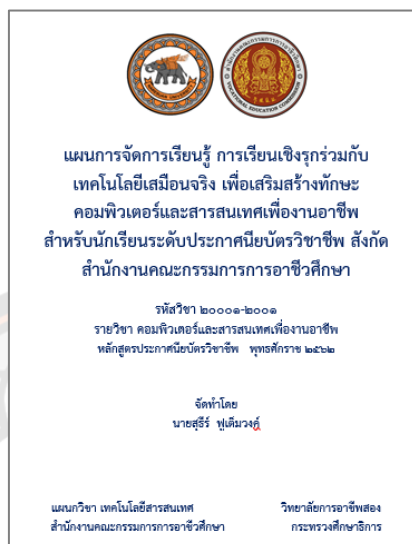 แผนการจัดการเรียนรู้ การเรียนเชิงรุกร่วมกับ
เทคโนโลยีเสมือนจริง เพื่อเสริมสร้างทักษะ
คอมพิวเตอร์และสารสนเทศเพื่องานอาชีพ
สำหรับนักเรียนระดับประกาศนียบัตรวิชาชีพ สังกัด
สำนักงานคณะกรรมการการอาชีวศึกษา
รหัสวิชา ๒๐๐๐๑-๒๐๐๑
รายวิชา คอมพิวเตอร์และสารสนเทศเพื่องานอาชีพ
หลักสูตรประกาศนียบัตรวิชาชีพ พุทธศักราช ๒๕๖๒
จัดทำโดย
นายสุธีร์ ฟูเต็มวงค์
แผนกวิชา เทคโนโลยีสารสนเทศ วิทยาลัยการอาชีพสอง
สำนักงานคณะกรรมการการอาชีวศึกษา กระทรวงศึกษาธิการ